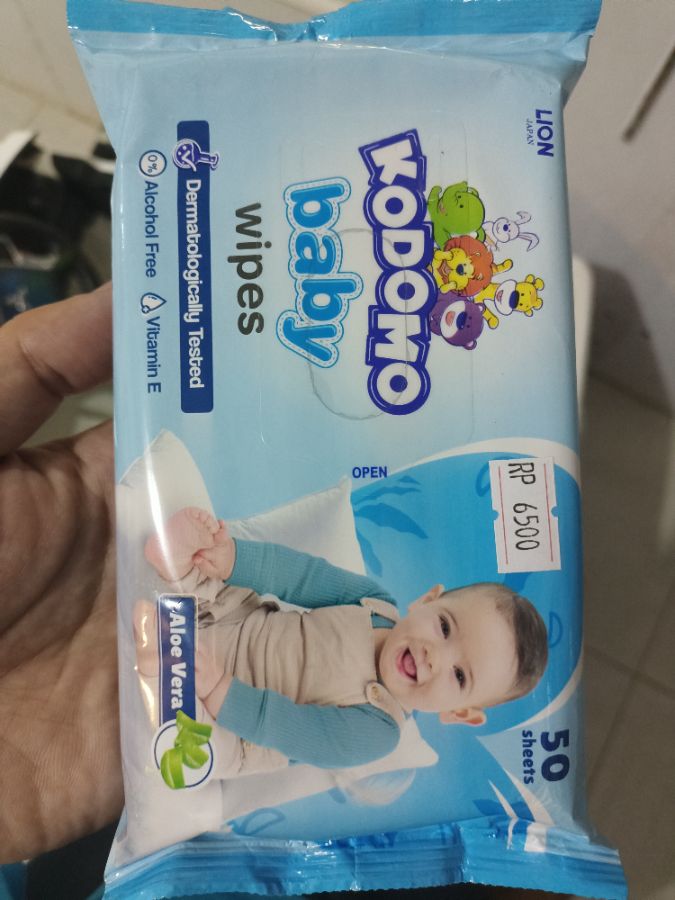 LION
JAPAN
KODOMO
baby
wipes
Dermatologically Tested
0% Alcohol Free
Vitamin E
OPEN
RP 6500
Aloe Vera
50
sheets